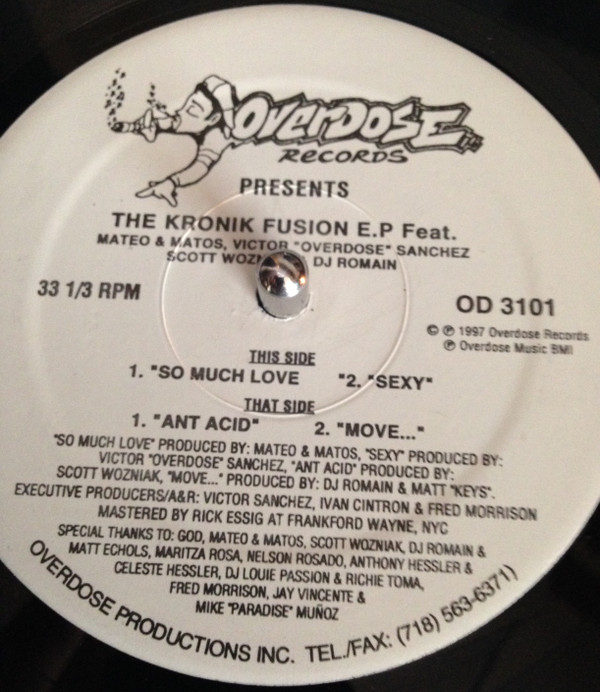 OVERDOSE
RECORDS
PRESENTS
THE KRONIK FUSION E.P Feat.
MATEO & MATOS, VICTOR "OVERDOSE" SANCHEZ
SCOTT WOZN DJ ROMAIN
33 1/3 RPM
OD 3101
© ℗ 1997 Overdose Records
℗ Overdose Music BMI
THIS SIDE
1. "SO MUCH LOVE "2. "SEXY"
THAT SIDE
1. "ANT ACID" 2. "MOVE..."
"SO MUCH LOVE" PRODUCED BY: MATEO & MATOS, "SEXY" PRODUCED BY:
VICTOR "OVERDOSE" SANCHEZ, "ANT ACID" PRODUCED BY:
SCOTT WOZNIAK, "MOVE..." PRODUCED BY: DJ ROMAIN & MATT "KEYS".
EXECUTIVE PRODUCERS/A&R: VICTOR SANCHEZ, IVAN CINTRON & FRED MORRISON
MASTERED BY RICK ESSIG AT FRANKFORD WAYNE, NYC
SPECIAL THANKS TO: GOD, MATEO & MATOS, SCOTT WOZNIAK, DJ ROMAIN &
MATT ECHOLS, MARITZA ROSA, NELSON ROSADO, ANTHONY HESSLER &
CELESTE HESSLER, DJ LOUIE PASSION & RICHIE TOMA,
FRED MORRISON, JAY VINCENTE &
MIKE "PARADISE" MUÑOZ
OVERDOSE PRODUCTIONS INC. TEL./FAX: (718) 563-6371)